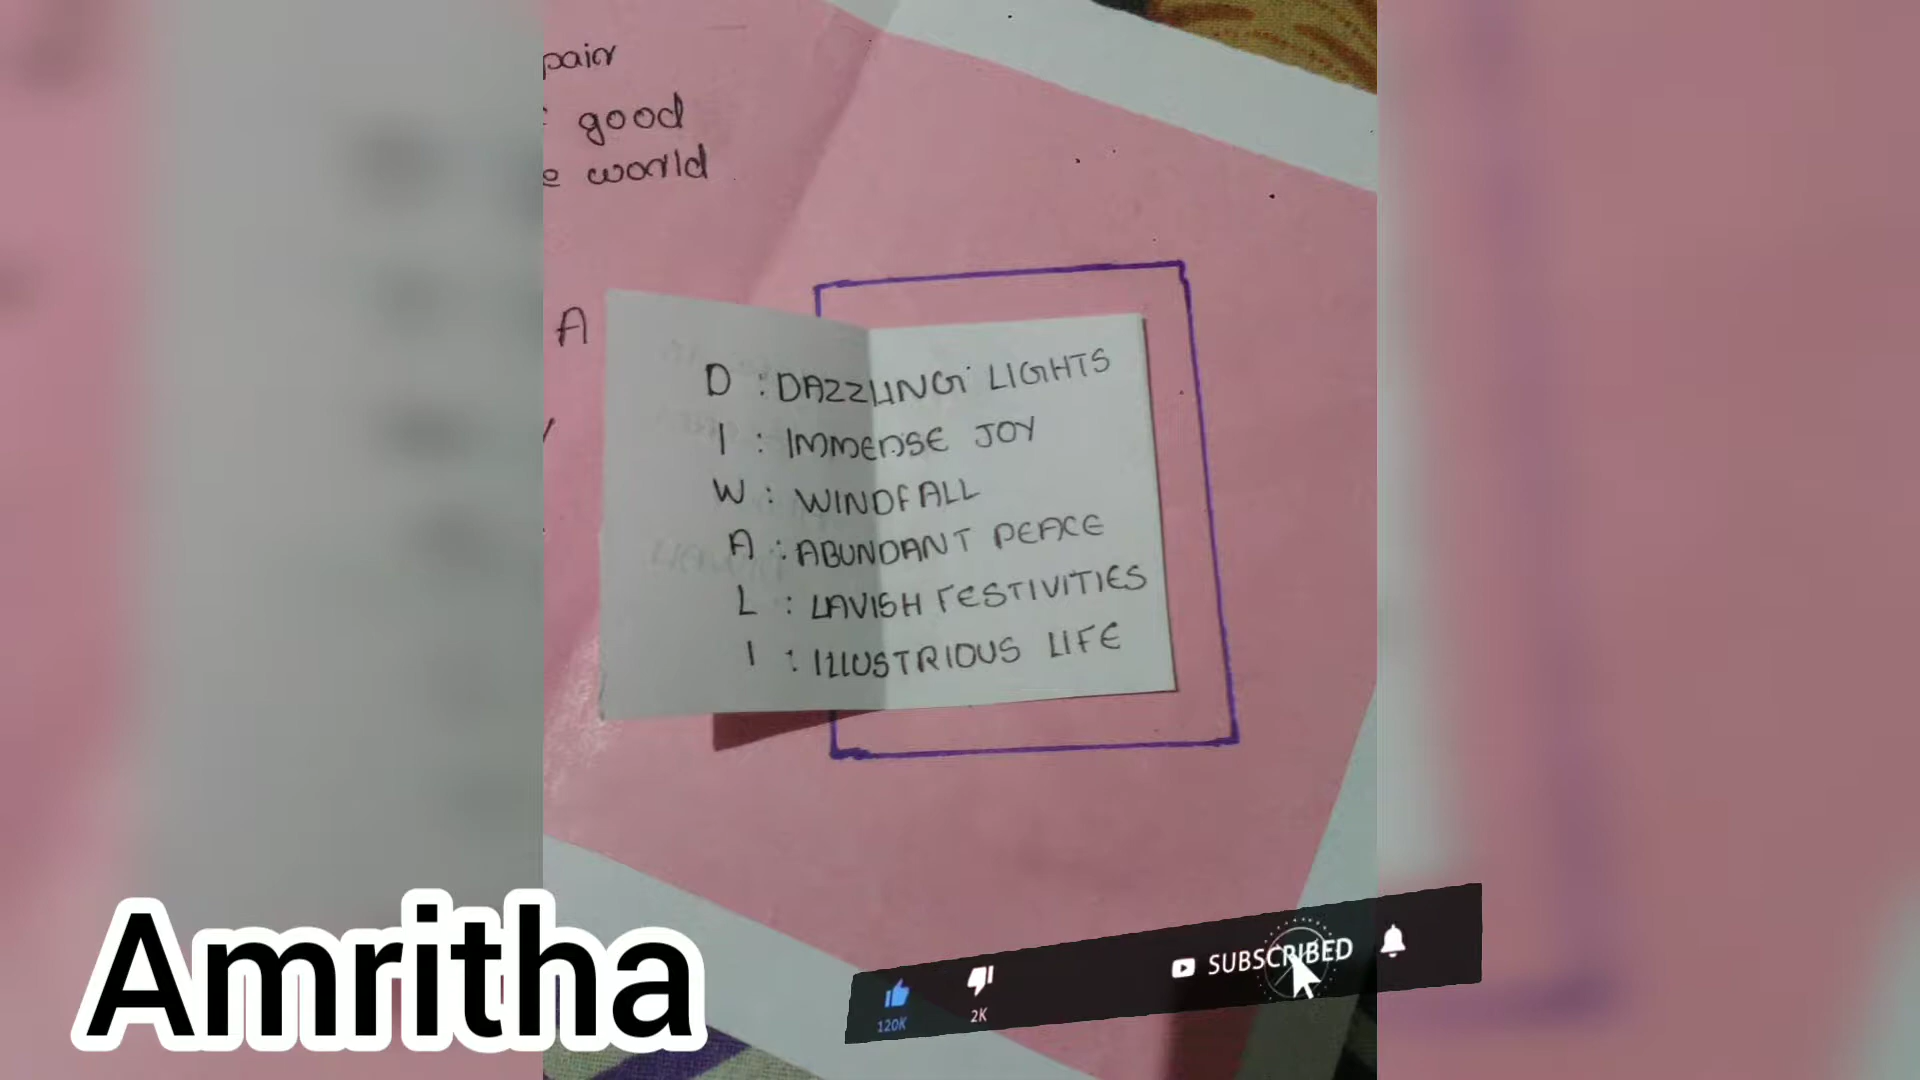 pair
good
e world
A
D : DAZZLING LIGHTS
I : IMMENSE JOY
W : WINDFALL
A : ABUNDANT PEACE
L : LAVISH FESTIVITIES
I : ILLUSTRIOUS LIFE
Amritha
120K
2K
SUBSCRIBED